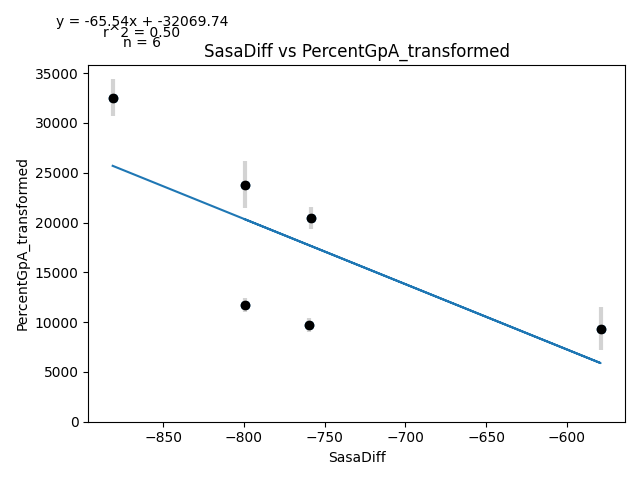 y = -65.54x + -32069.74
r^2 = 0.50
n = 6
SasaDiff vs PercentGpA_transformed
35000
30000
25000
20000
15000
10000
5000
0
PercentGpA_transformed
−850
−800
−750
−700
−650
−600
SasaDiff